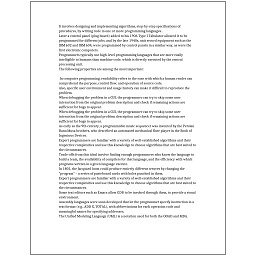 It involves designing and implementing algorithms, step-by-step specifications of
procedures, by writing code in one or more programming languages.
Later a control panel (plug board) added to his 1906 Type I Tabulator allowed it to be
programmed for different jobs, and by the late 1940s, unit record equipment such as the
IBM 602 and IBM 604, were programmed by control panels in a similar way, as were the
first electronic computers.
Programmers typically use high-level programming languages that are more easily
intelligible to humans than machine code, which is directly executed by the central
processing unit.
The following properties are among the most important:

In computer programming, readability refers to the ease with which a human reader can
comprehend the purpose, control flow, and operation of source code.
Also, specific user environment and usage history can make it difficult to reproduce the
problem.
When debugging the problem in a GUI, the programmer can try to skip some user
interaction from the original problem description and check if remaining actions are
sufficient for bugs to appear.
When debugging the problem in a GUI, the programmer can try to skip some user
interaction from the original problem description and check if remaining actions are
sufficient for bugs to appear.
As early as the 9th century, a programmable music sequencer was invented by the Persian
Banu Musa brothers, who described an automated mechanical flute player in the Book of
Ingenious Devices.
Expert programmers are familiar with a variety of well-established algorithms and their
respective complexities and use this knowledge to choose algorithms that are best suited to
the circumstances.
Trade-offs from this ideal involve finding enough programmers who know the language to
build a team, the availability of compilers for that language, and the efficiency with which
programs written in a given language execute.
In 1801, the Jacquard loom could produce entirely different weaves by changing the
"program" – a series of pasteboard cards with holes punched in them.
Expert programmers are familiar with a variety of well-established algorithms and their
respective complexities and use this knowledge to choose algorithms that are best suited to
the circumstances.
Some text editors such as Emacs allow GDB to be invoked through them, to provide a visual
environment.
Assembly languages were soon developed that let the programmer specify instruction in a
text format (e.g., ADD X, TOTAL), with abbreviations for each operation code and
meaningful names for specifying addresses.
The Unified Modeling Language (UML) is a notation used for both the OOAD and MDA.